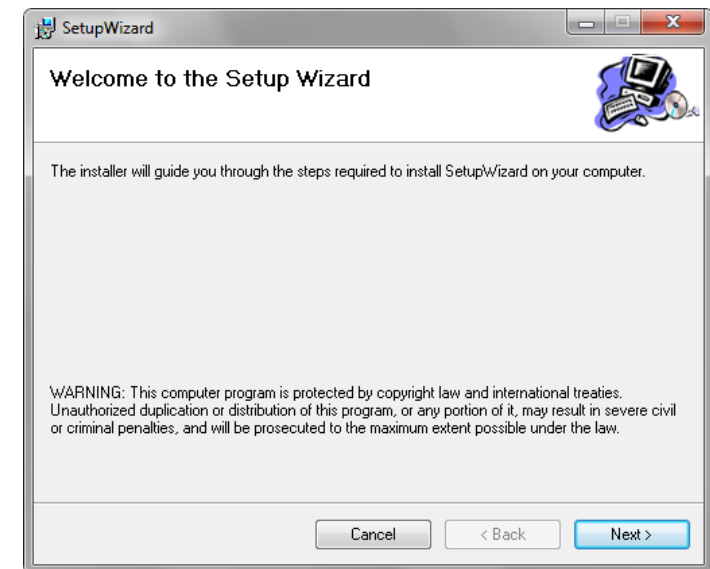 SetupWizard
Welcome to the Setup Wizard
The installer will guide you through the steps required to install SetupWizard on your computer.
WARNING: This computer program is protected by copyright law and international treaties.
Unauthorized duplication or distribution of this program, or any portion of it, may result in severe civil
or criminal penalties, and will be prosecuted to the maximum extent possible under the law.
Cancel < Back Next >